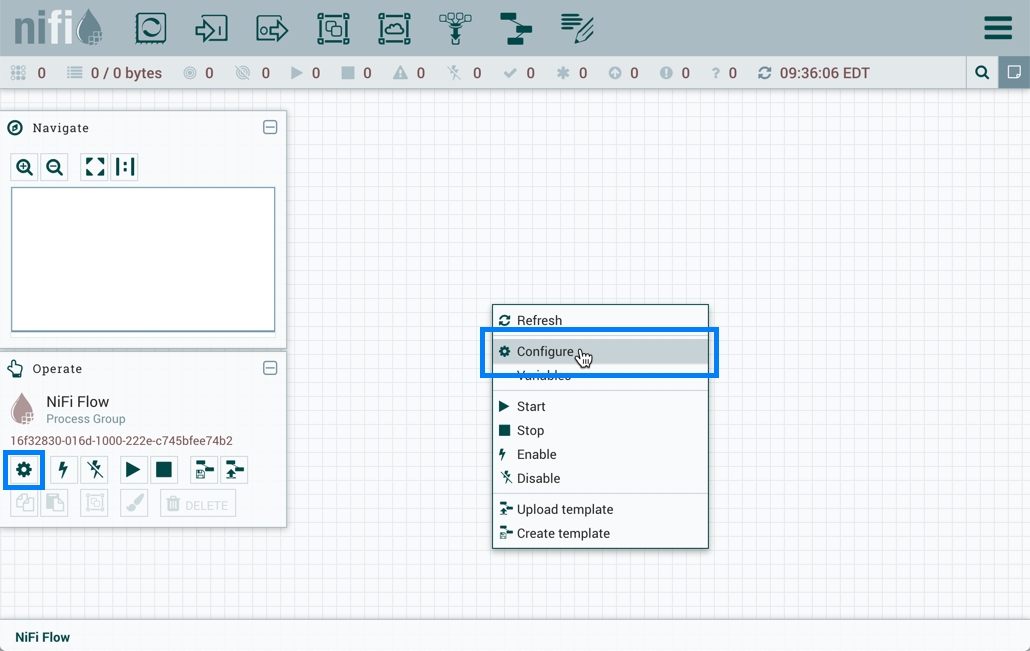 nifi
0 0 / 0 bytes 0 0 0 0 0 0 0 0 0 0 ? 0 09:36:06 EDT
Navigate
Refresh
Configure
Variables
Operate
NiFi Flow
Process Group
16f32830-016d-1000-222e-c745bfee74b2
Start
Stop
Enable
Disable
DELETE
Upload template
Create template
NiFi Flow